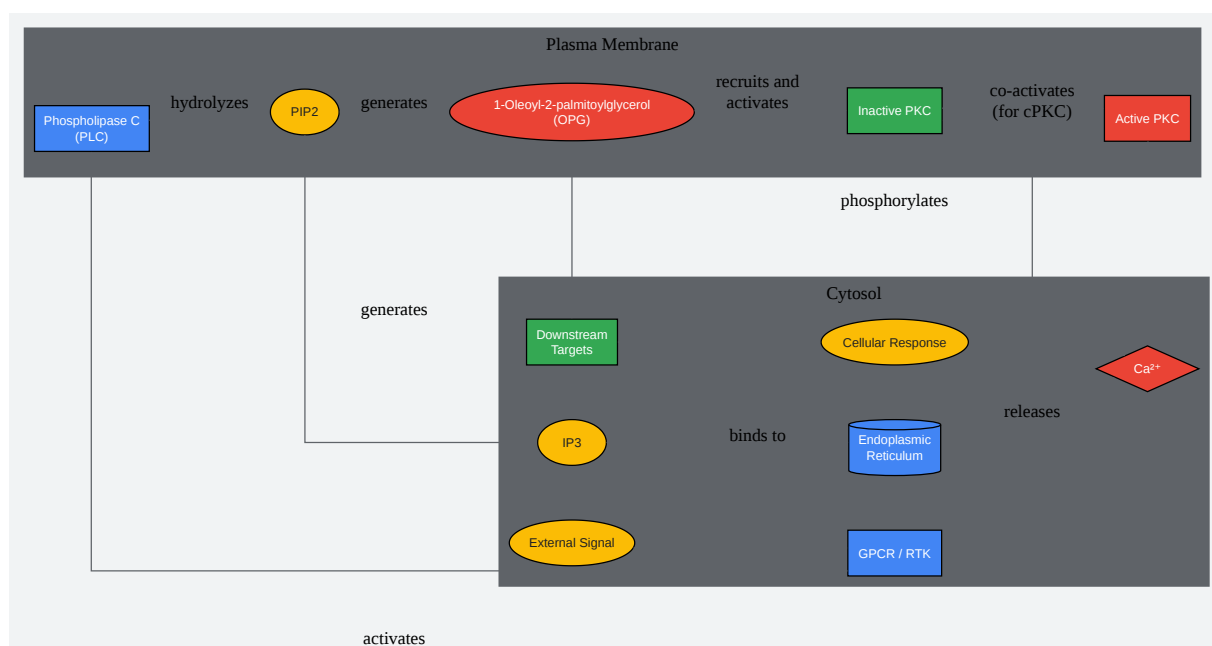 Plasma Membrane
Phospholipase C
(PLC)
hydrolyzes
PIP2
generates
1-Oleoyl-2-palmitoylglycerol
(OPG)
recruits and
activates
Inactive PKC
co-activates
(for cPKC)
Active PKC
phosphorylates
Cytosol
generates
Downstream
Targets
Cellular Response
Ca²⁺
releases
IP3
binds to
Endoplasmic
Reticulum
External Signal
GPCR / RTK
activates